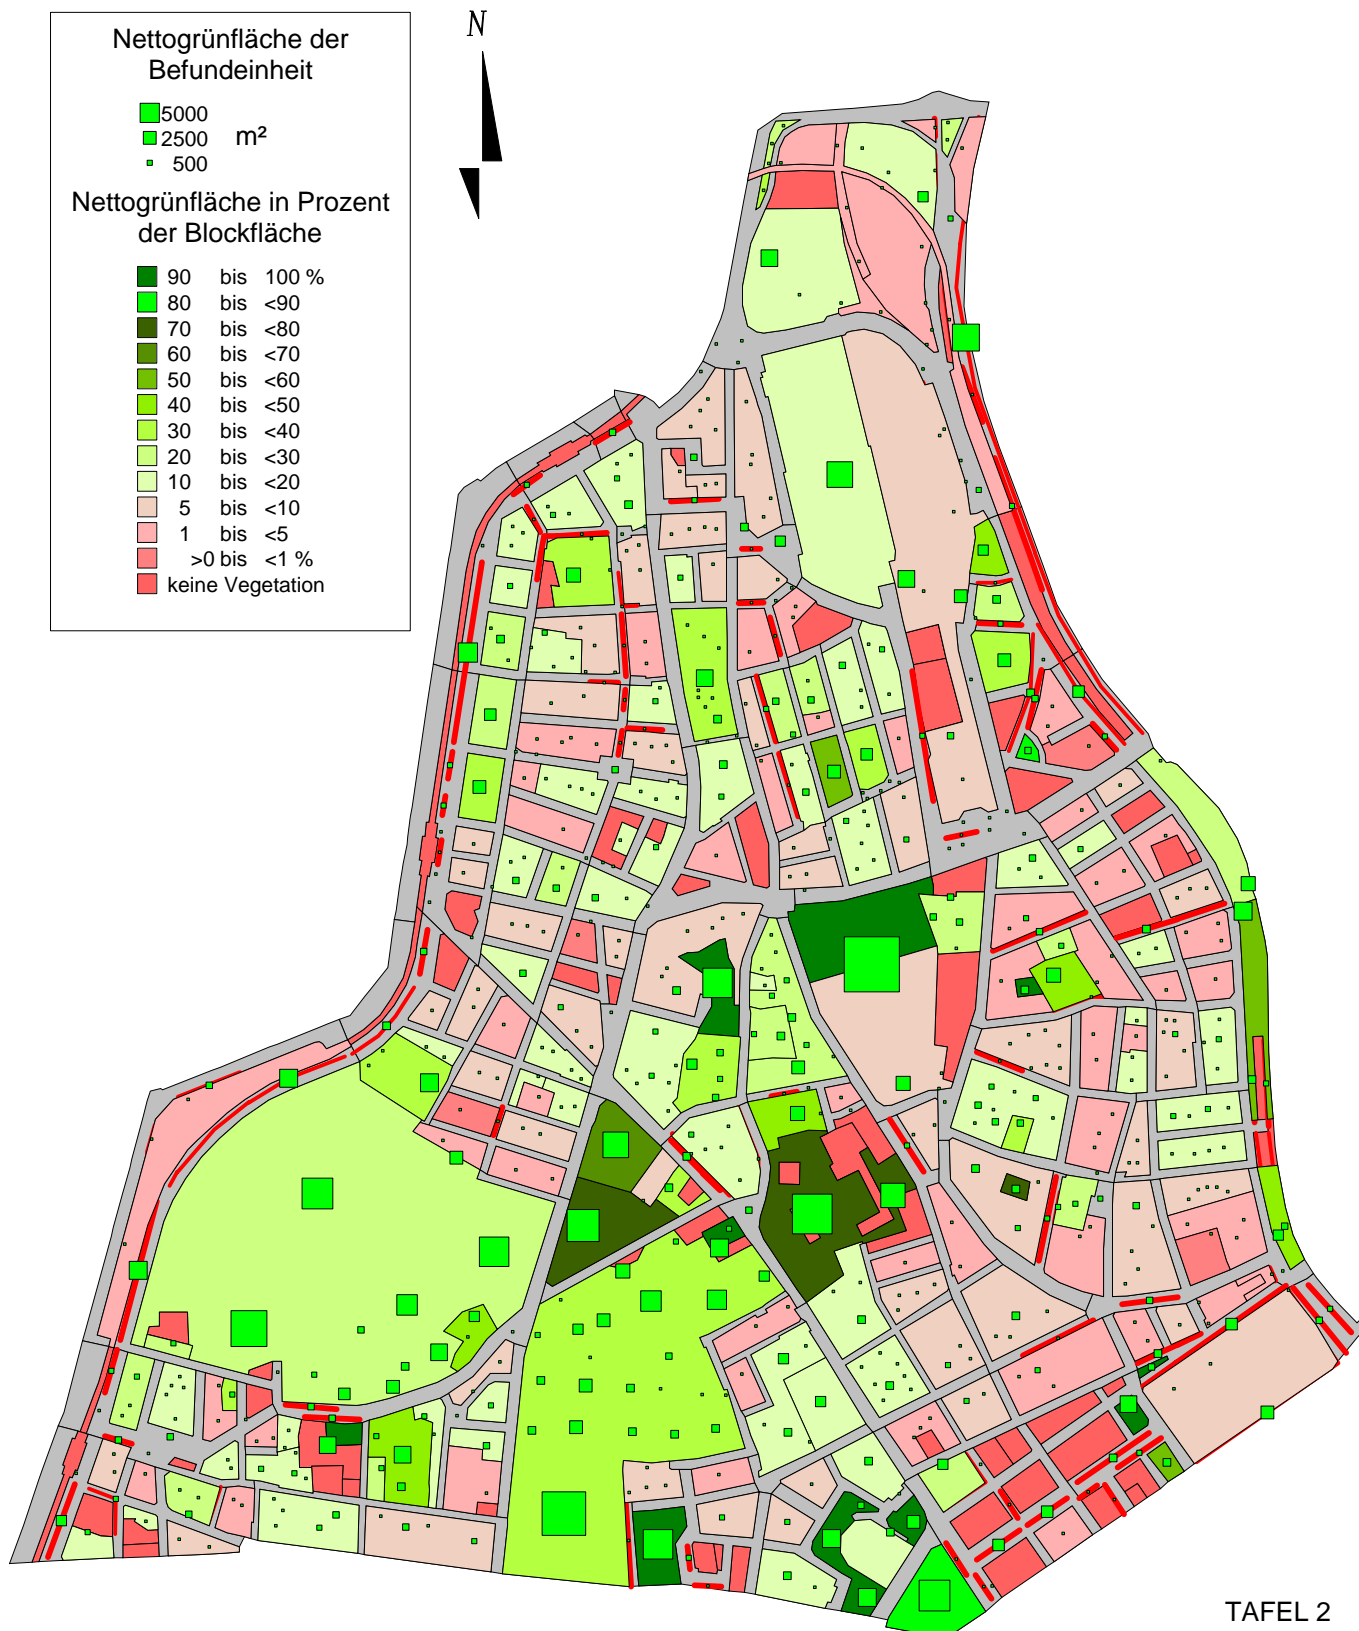 Nettogrünfläche der
Befundeinheit
5000
2500 m²
500
Nettogrünfläche in Prozent
der Blockfläche
90 bis 100 %
80 bis <90
70 bis <80
60 bis <70
50 bis <60
40 bis <50
30 bis <40
20 bis <30
10 bis <20
5 bis <10
1 bis <5
>0 bis <1 %
keine Vegetation
N
TAFEL 2